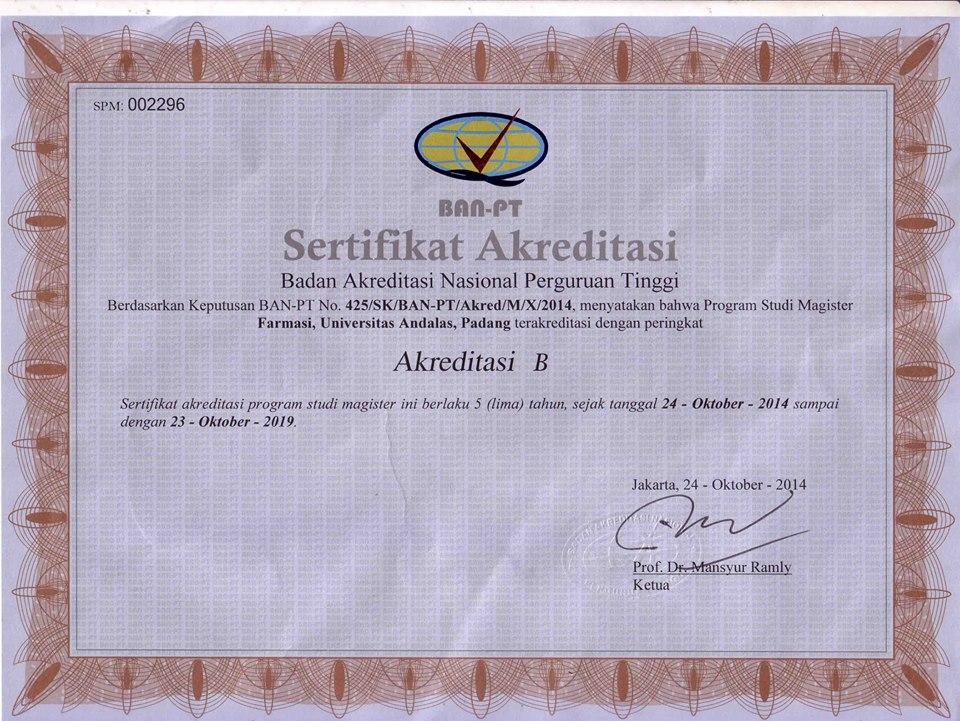 SPM: 002296
BAN-PT
Sertifikat Akreditasi
Badan Akreditasi Nasional Perguruan Tinggi
Berdasarkan Keputusan BAN-PT No. 425/SK/BAN-PT/Akred/M/X/2014, menyatakan bahwa Program Studi Magister
Farmasi, Universitas Andalas, Padang terakreditasi dengan peringkat
Akreditasi B
Sertifikat akreditasi program studi magister ini berlaku 5 (lima) tahun, sejak tanggal 24 - Oktober - 2014 sampai
dengan 23 - Oktober - 2019.
Jakarta, 24 - Oktober - 2014
Prof. Dr. Mansyur Ramly
Ketua